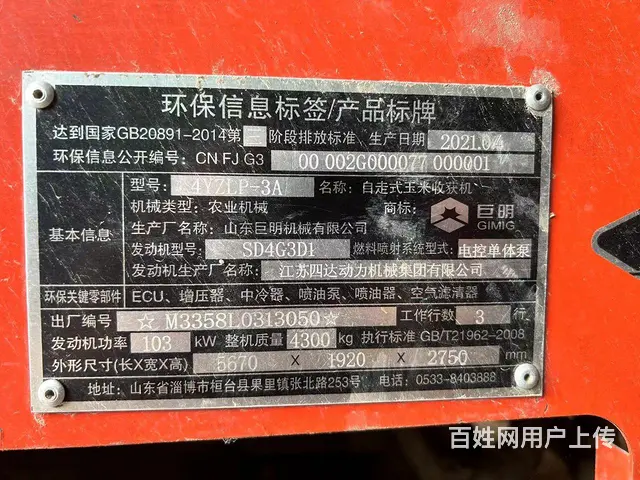 环保信息标签/产品标牌
达到国家GB20891-2014第三阶段排放标准 生产日期 2021.04
环保信息公开编号: CN FJ G3 00 002G000077 000001
型号: 4YZLP-3A 名称: 自走式玉米收获机
机械类型: 农业机械 商标: 巨明
GIMIG
生产厂名称: 山东巨明机械有限公司
基本信息
发动机型号: SD4G3D1 燃料喷射系统型式: 电控单体泵
发动机生产厂名称: 江苏四达动力机械集团有限公司
环保关键零部件 ECU、增压器、中冷器、喷油泵、喷油器、空气滤清器
出厂编号 ☆ M3358L0313050☆ 工作行数 3 行
发动机功率 103 kW 整机质量 4300 kg 执行标准 GB/T21962-2008
外形尺寸(长X宽X高) 5670 X 1920 X 2750 mm
地址: 山东省淄博市桓台县果里镇张北路253号 电话: 0533-8403888
百姓网用户上传